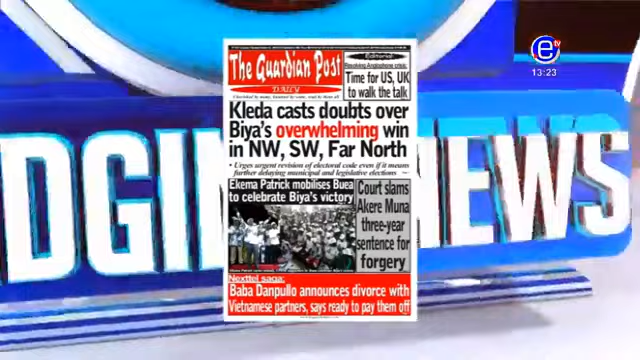 e tv
13:23
DGIN
NEWS
The Guardian Post
DAILY
Editorial
Resolving Anglophone crisis:
Time for US, UK
to walk the talk
Kleda casts doubts over
Biya's overwhelming win
in NW, SW, Far North
• Urges urgent revision of electoral code even if it means
further delaying municipal and legislative elections
Ekema Patrick mobilises Buea
to celebrate Biya's victory
Court slams
Akere Muna
three-year
sentence for
forgery
Nexttel saga:
Baba Danpullo announces divorce with
Vietnamese partners, says ready to pay them off